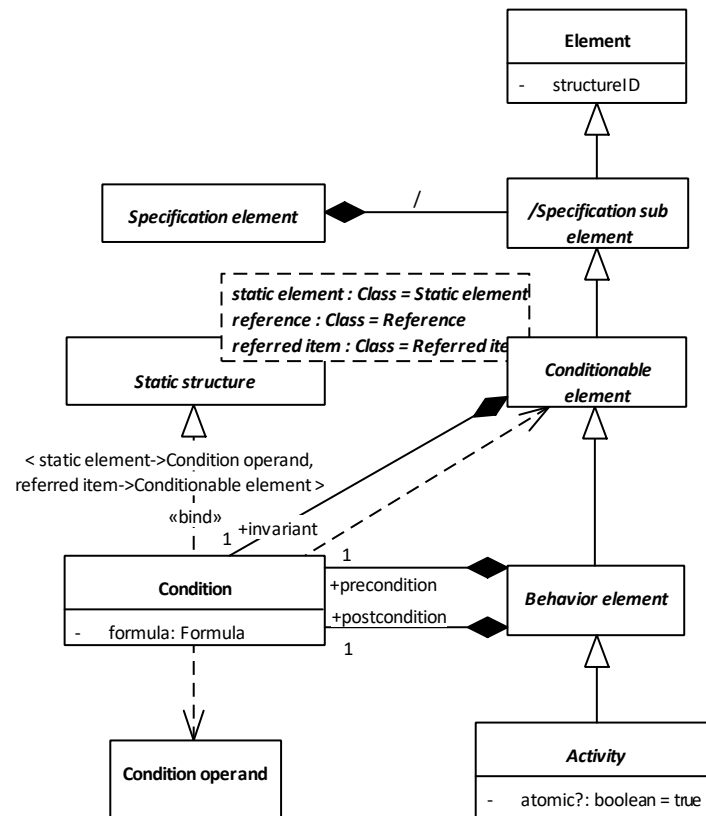 Element
- structureID
Specification element
/
/Specification sub
element
static element : Class = Static element
reference : Class = Reference
referred item : Class = Referred ite
Static structure
Conditionable
element
< static element->Condition operand,
referred item->Conditionable element >
«bind»
1
+invariant
1
Condition
+precondition
Behavior element
- formula: Formula
+postcondition
1
Condition operand
Activity
- atomic?: boolean = true